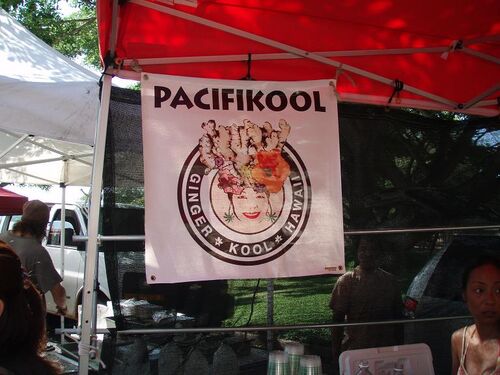 PACIFIKOOL
GINGER * KOOL * HAWAII